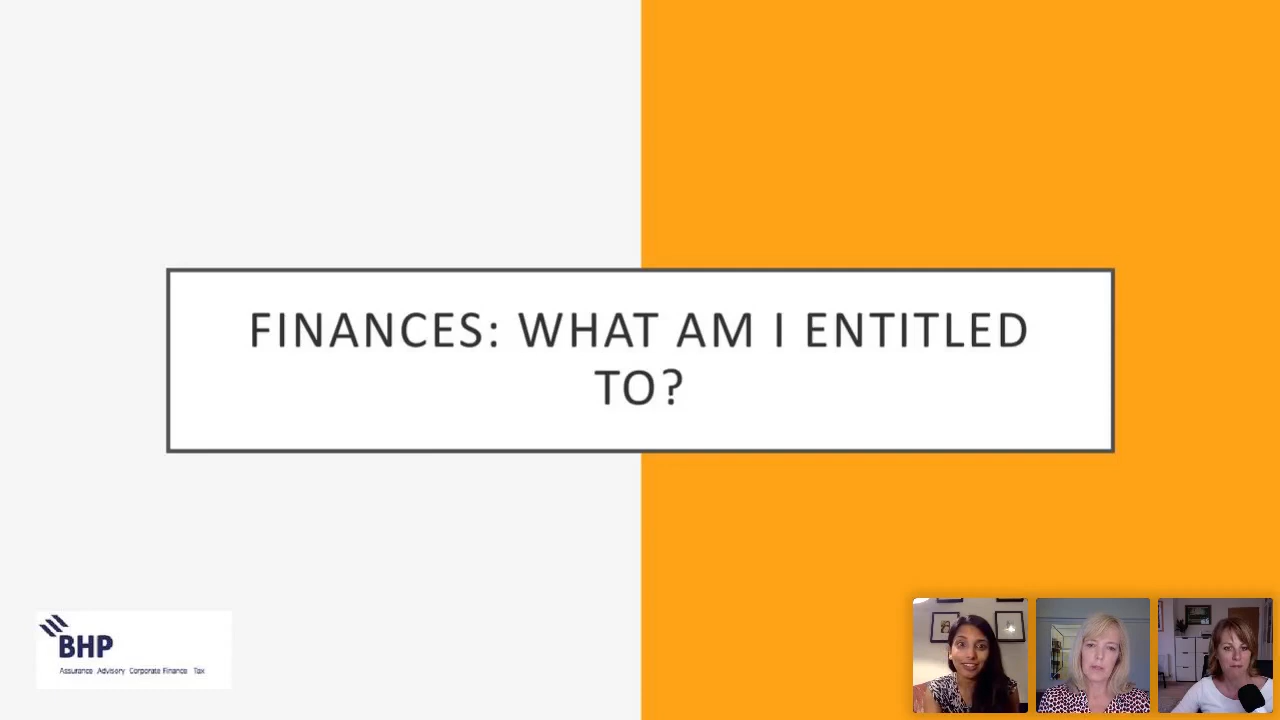 FINANCES: WHAT AM I ENTITLED
TO?
BHP
Assurance Advisory Corporate Finance Tax